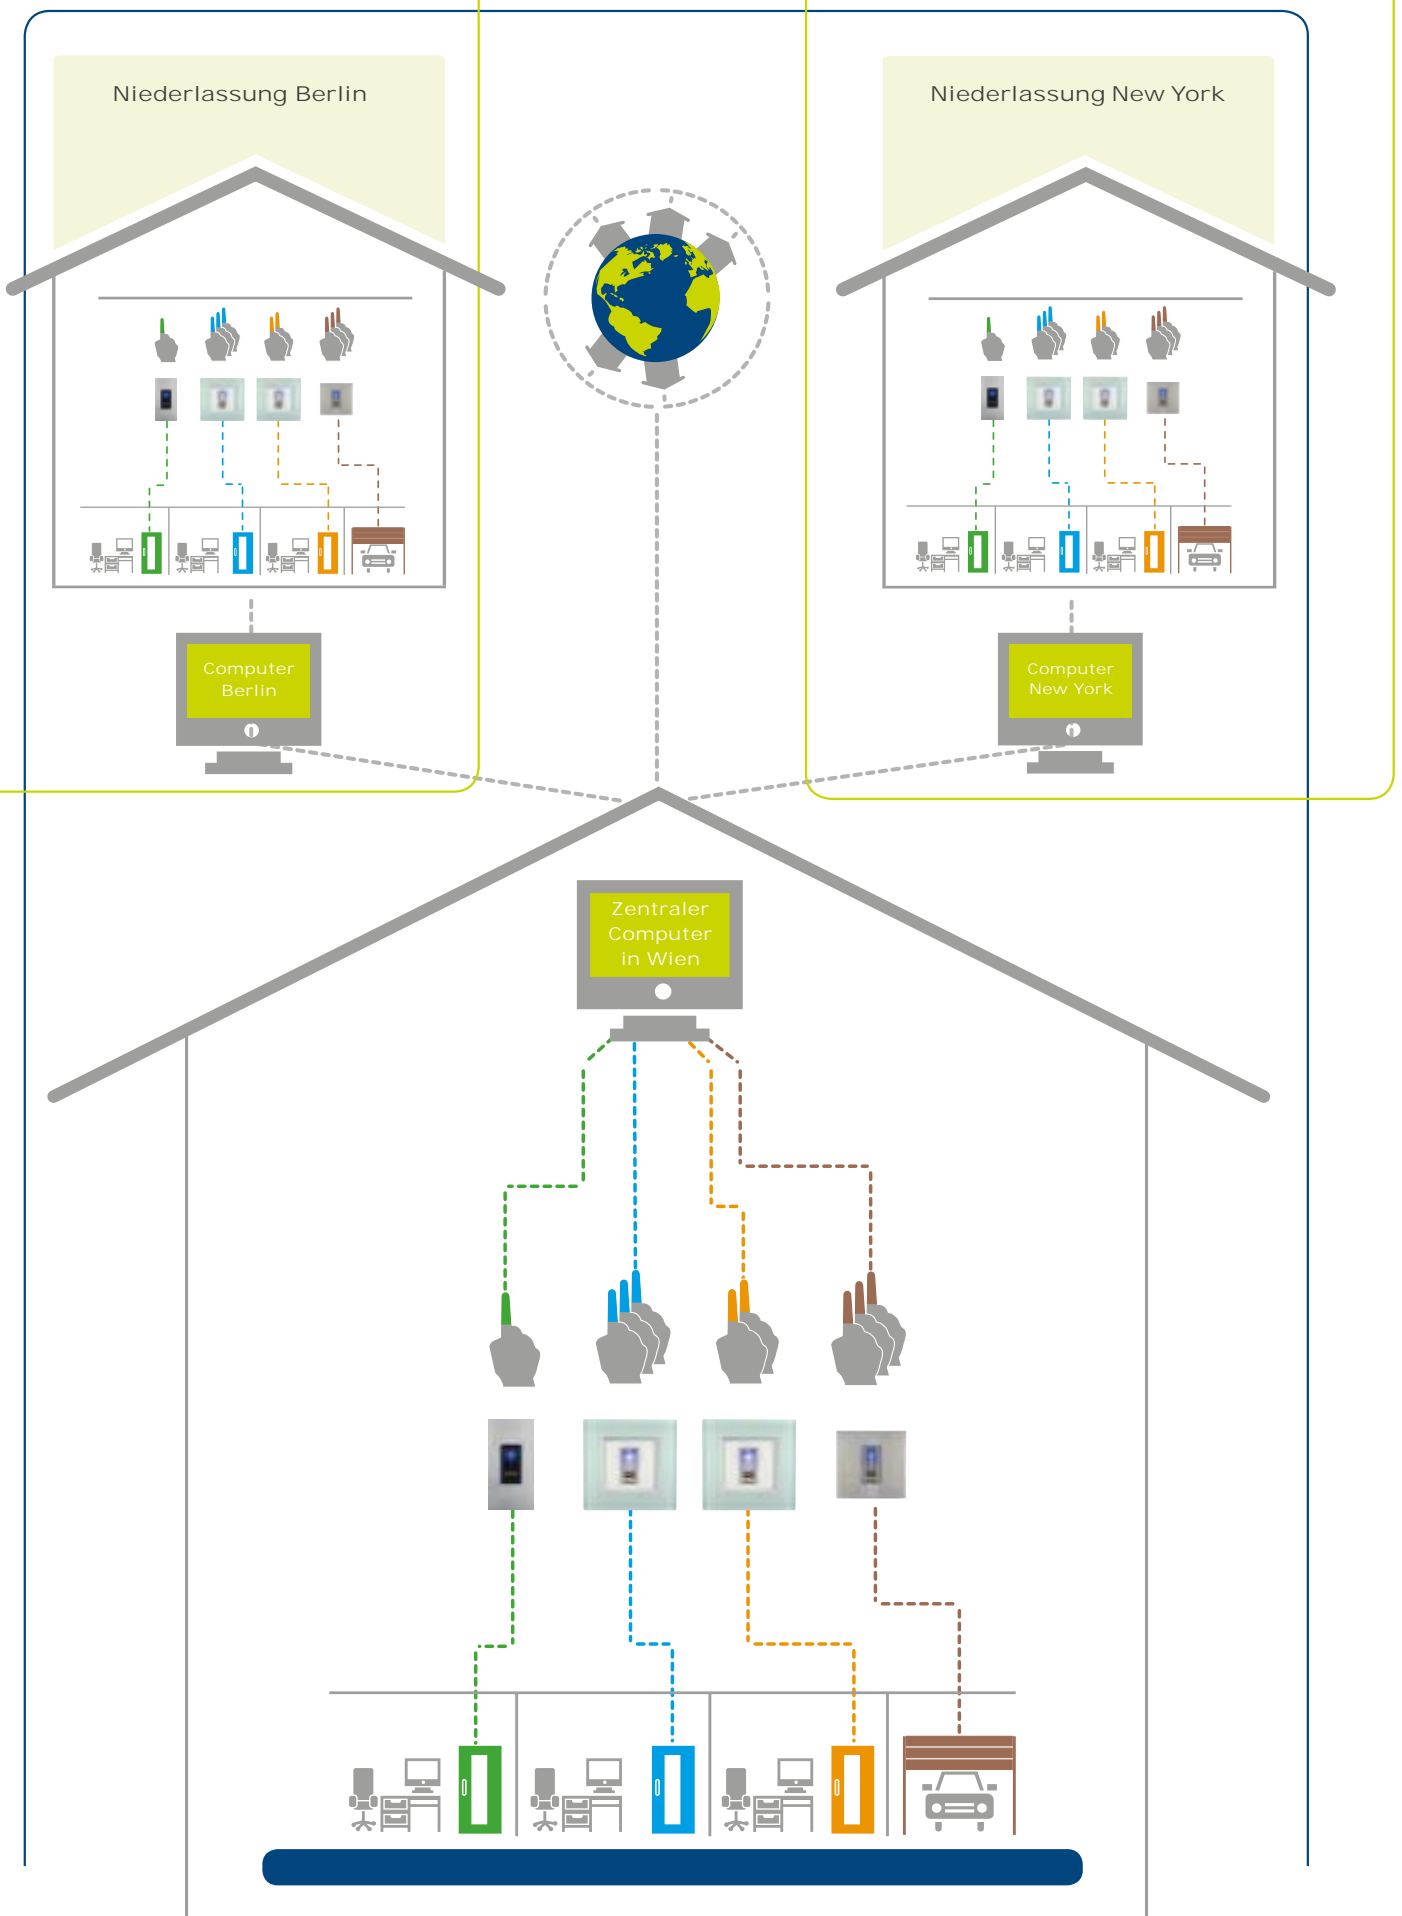 Niederlassung Berlin
Niederlassung New York
Computer
Berlin
Computer
New York
Zentraler
Computer
in Wien